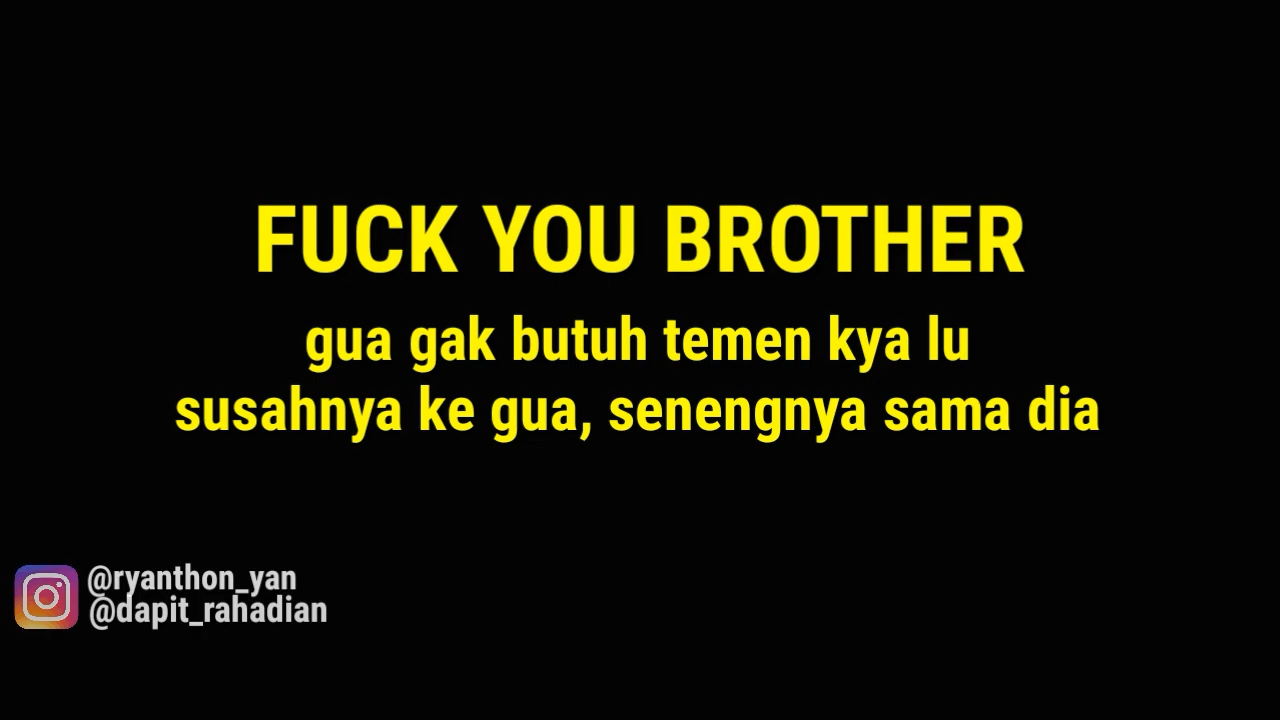 FUCK YOU BROTHER
gua gak butuh temen kya lu
susahnya ke gua, senengnya sama dia
@ryanthon_yan
@dapit_rahadian